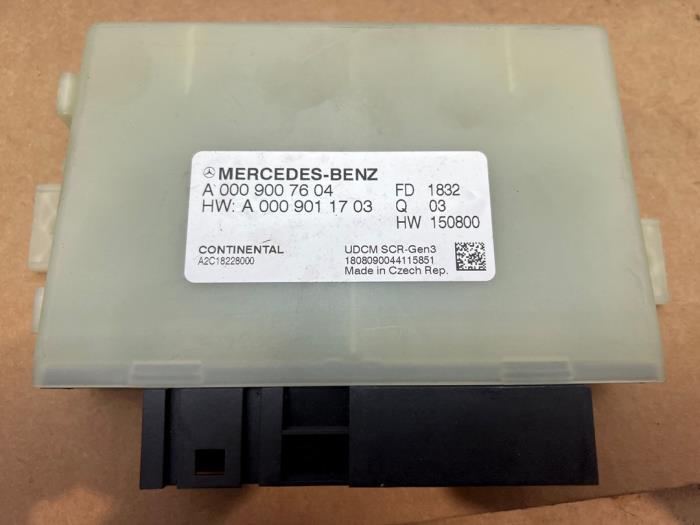 MERCEDES-BENZ
A 000 900 76 04 FD 1832
HW: A 000 901 17 03 Q 03
HW 150800
CONTINENTAL UDCM SCR-Gen3
A2C18228000 1808090044115851
Made in Czech Rep.